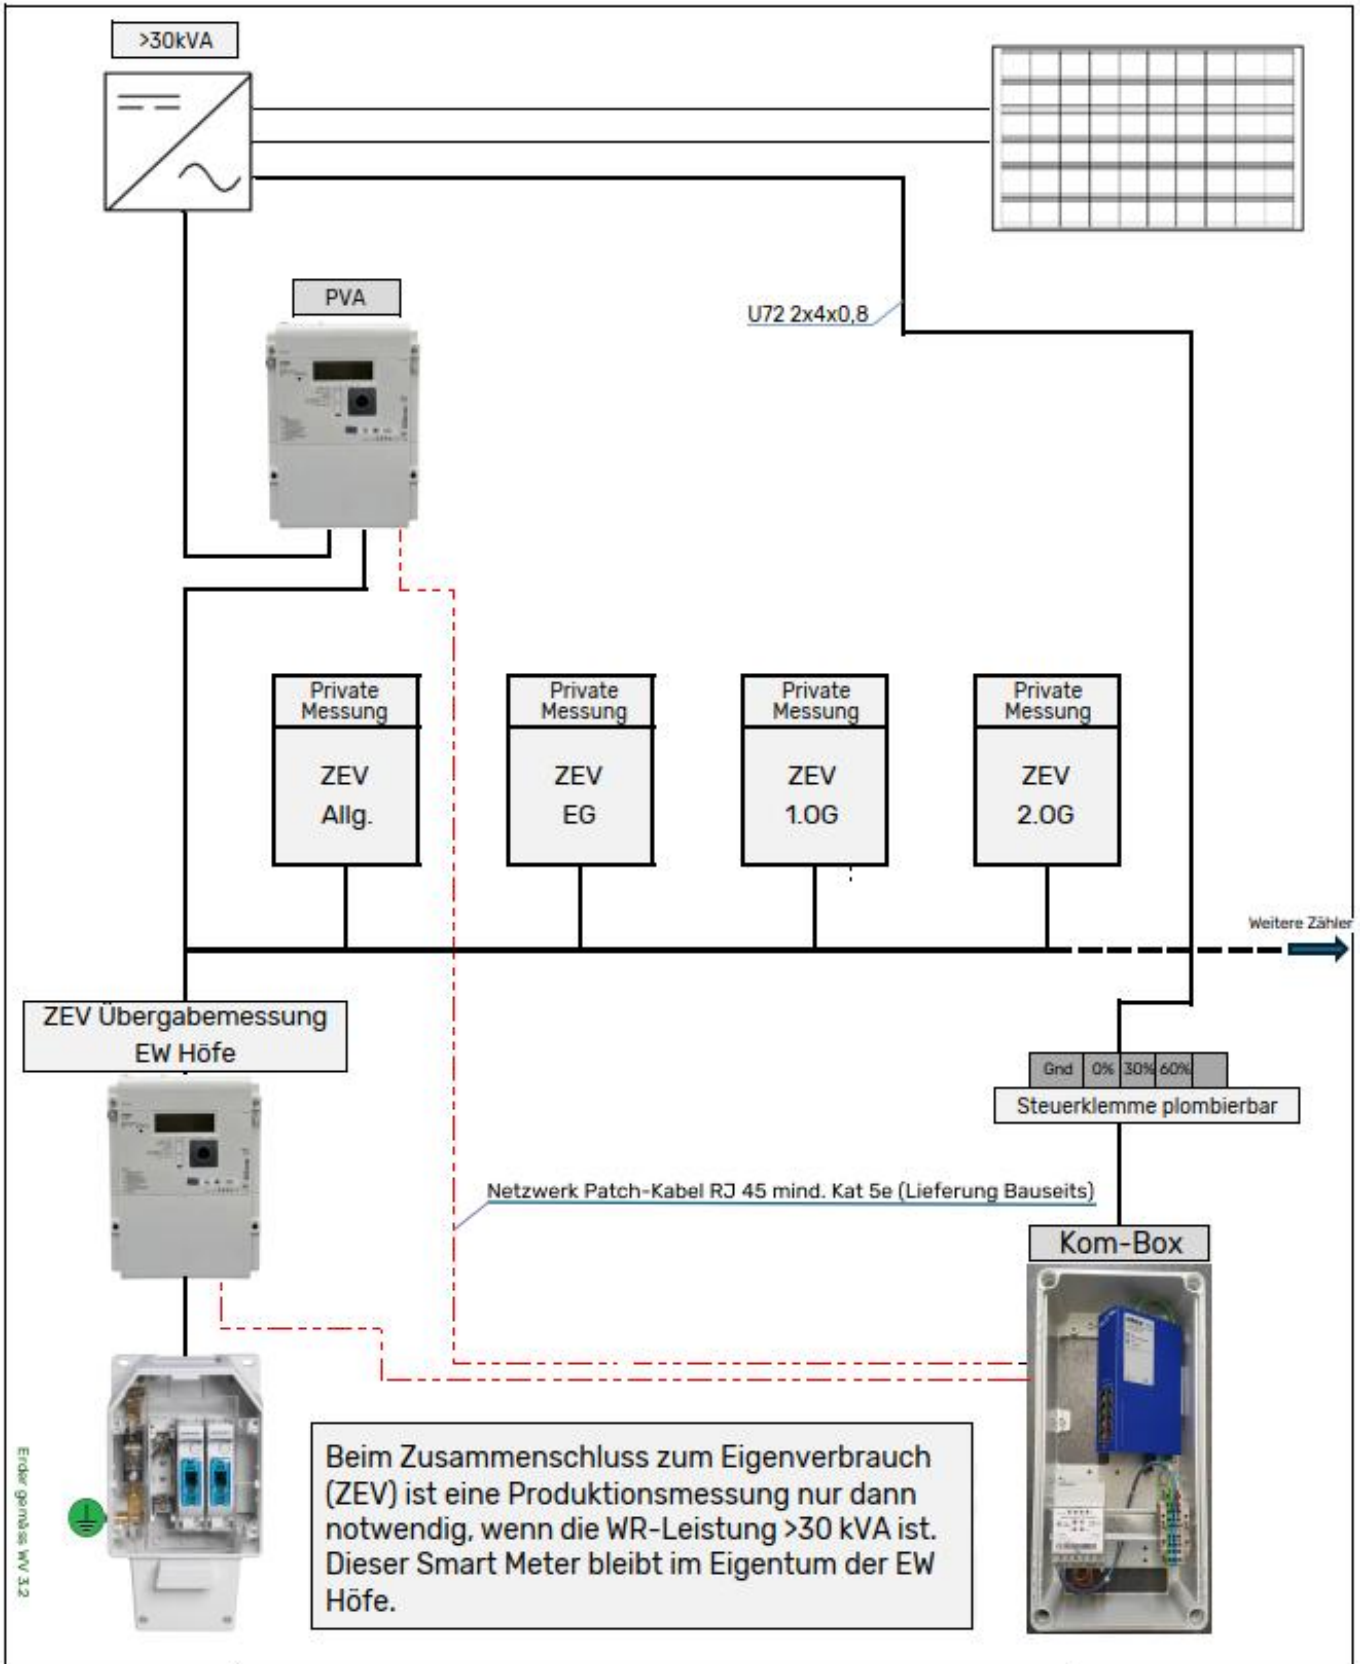 >30kVA
PVA
U72 2x4x0,8
Private
Messung
ZEV
Allg.
Private
Messung
ZEV
EG
Private
Messung
ZEV
1.OG
Private
Messung
ZEV
2.OG
Weitere Zähler
ZEV Übergabemessung
EW Höfe
Gnd 0% 30% 60%
Steuerklemme plombierbar
Netzwerk Patch-Kabel RJ 45 mind. Kat 5e (Lieferung Bauseits)
Kom-Box
Beim Zusammenschluss zum Eigenverbrauch
(ZEV) ist eine Produktionsmessung nur dann
notwendig, wenn die WR-Leistung >30 kVA ist.
Dieser Smart Meter bleibt im Eigentum der EW
Höfe.
Erder gemäss WV 3.2